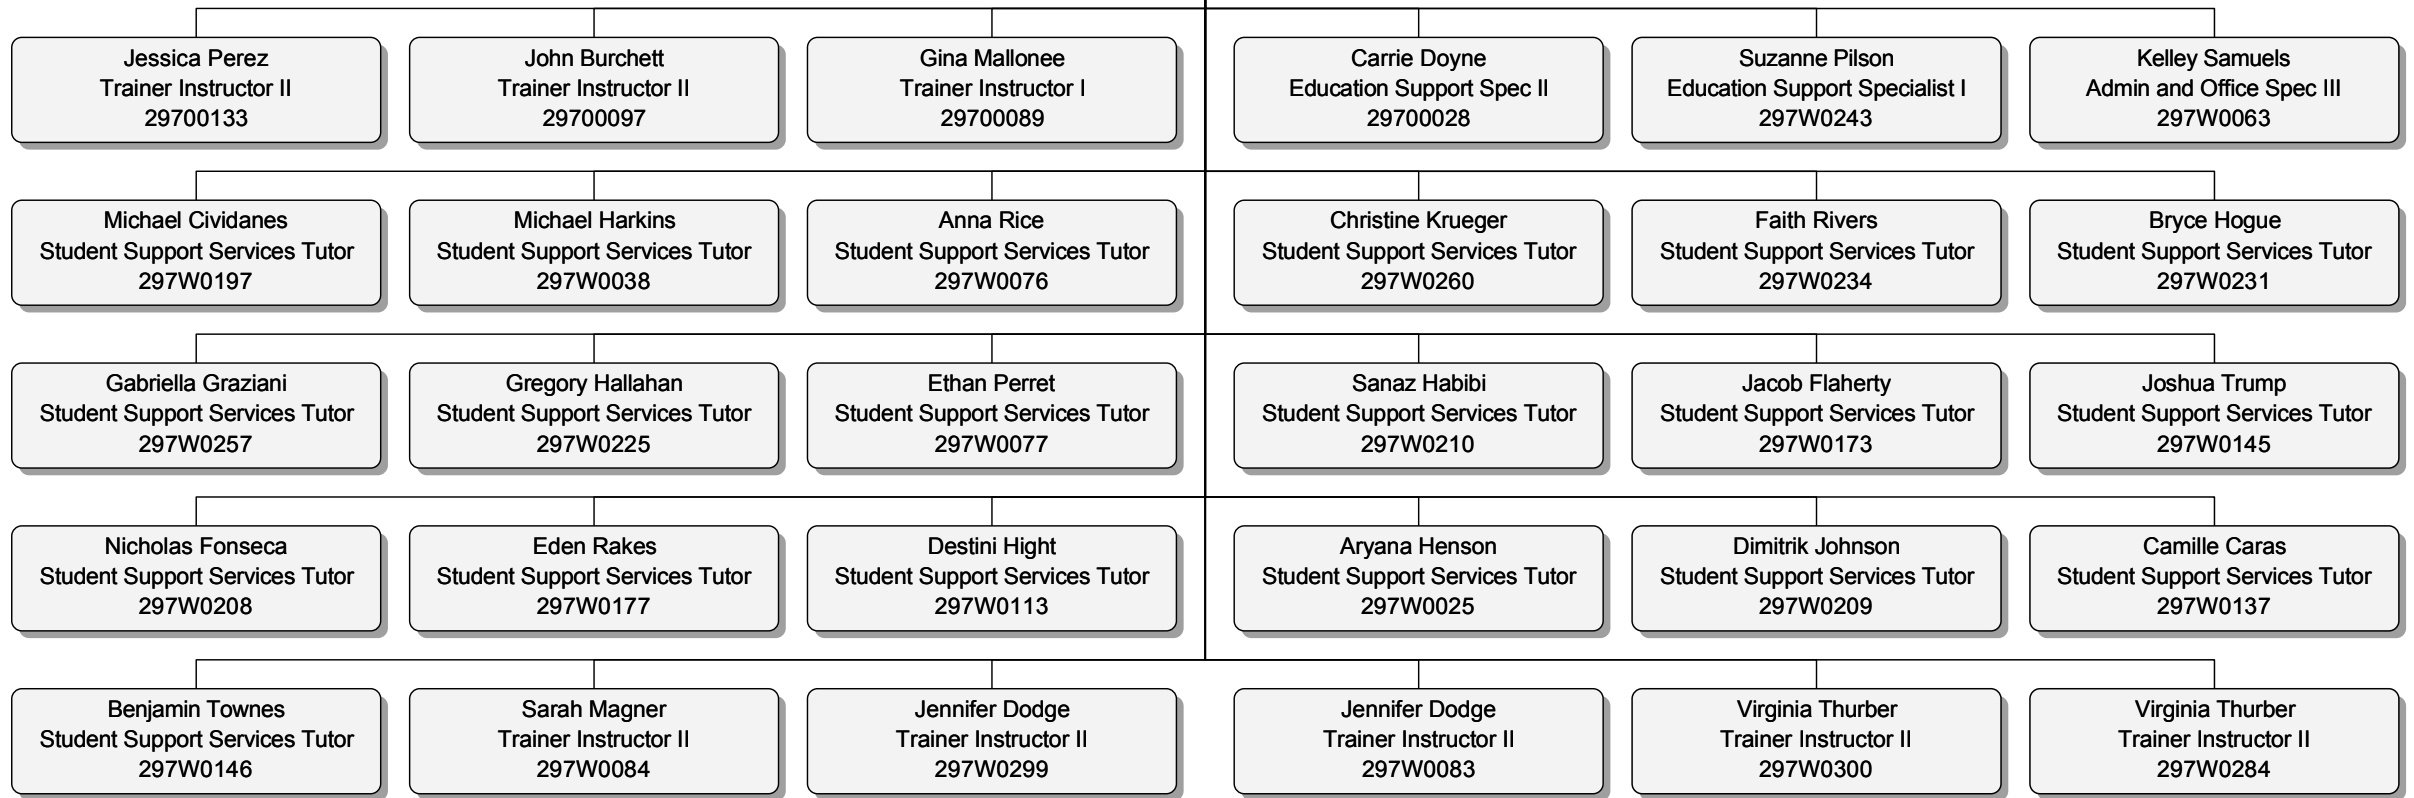 Jessica Perez
Trainer Instructor II
29700133
John Burchett
Trainer Instructor II
29700097
Gina Mallonee
Trainer Instructor I
29700089
Carrie Doyne
Education Support Spec II
29700028
Suzanne Pilson
Education Support Specialist I
297W0243
Kelley Samuels
Admin and Office Spec III
297W0063
Michael Cividanes
Student Support Services Tutor
297W0197
Michael Harkins
Student Support Services Tutor
297W0038
Anna Rice
Student Support Services Tutor
297W0076
Christine Krueger
Student Support Services Tutor
297W0260
Faith Rivers
Student Support Services Tutor
297W0234
Bryce Hogue
Student Support Services Tutor
297W0231
Gabriella Graziani
Student Support Services Tutor
297W0257
Gregory Hallahan
Student Support Services Tutor
297W0225
Ethan Perret
Student Support Services Tutor
297W0077
Sanaz Habibi
Student Support Services Tutor
297W0210
Jacob Flaherty
Student Support Services Tutor
297W0173
Joshua Trump
Student Support Services Tutor
297W0145
Nicholas Fonseca
Student Support Services Tutor
297W0208
Eden Rakes
Student Support Services Tutor
297W0177
Destini Hight
Student Support Services Tutor
297W0113
Aryana Henson
Student Support Services Tutor
297W0025
Dimitrik Johnson
Student Support Services Tutor
297W0209
Camille Caras
Student Support Services Tutor
297W0137
Benjamin Townes
Student Support Services Tutor
297W0146
Sarah Magner
Trainer Instructor II
297W0084
Jennifer Dodge
Trainer Instructor II
297W0299
Jennifer Dodge
Trainer Instructor II
297W0083
Virginia Thurber
Trainer Instructor II
297W0300
Virginia Thurber
Trainer Instructor II
297W0284